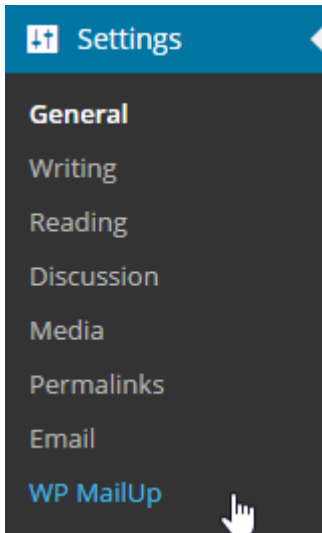 Settings
General
Writing
Reading
Discussion
Media
Permalinks
Email
WP MailUp